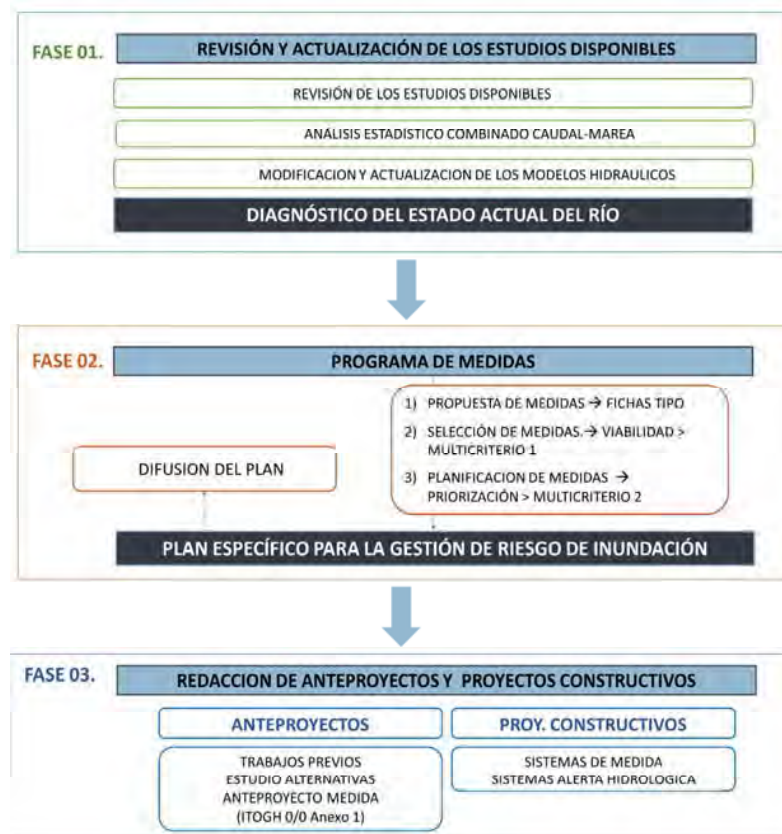 FASE 01.
REVISIÓN Y ACTUALIZACIÓN DE LOS ESTUDIOS DISPONIBLES
REVISIÓN DE LOS ESTUDIOS DISPONIBLES
ANÁLISIS ESTADÍSTICO COMBINADO CAUDAL-MAREA
MODIFICACION Y ACTUALIZACION DE LOS MODELOS HIDRAULICOS
DIAGNÓSTICO DEL ESTADO ACTUAL DEL RÍO
FASE 02.
PROGRAMA DE MEDIDAS
1) PROPUESTA DE MEDIDAS → FICHAS TIPO
2) SELECCIÓN DE MEDIDAS.→ VIABILIDAD >
MULTICRITERIO 1
3) PLANIFICACION DE MEDIDAS →
PRIORIZACIÓN > MULTICRITERIO 2
DIFUSION DEL PLAN
PLAN ESPECÍFICO PARA LA GESTIÓN DE RIESGO DE INUNDACIÓN
FASE 03.
REDACCION DE ANTEPROYECTOS Y PROYECTOS CONSTRUCTIVOS
ANTEPROYECTOS
TRABAJOS PREVIOS
ESTUDIO ALTERNATIVAS
ANTEPROYECTO MEDIDA
(ITOGH 0/0 Anexo 1)
PROY. CONSTRUCTIVOS
SISTEMAS DE MEDIDA
SISTEMAS ALERTA HIDROLOGICA